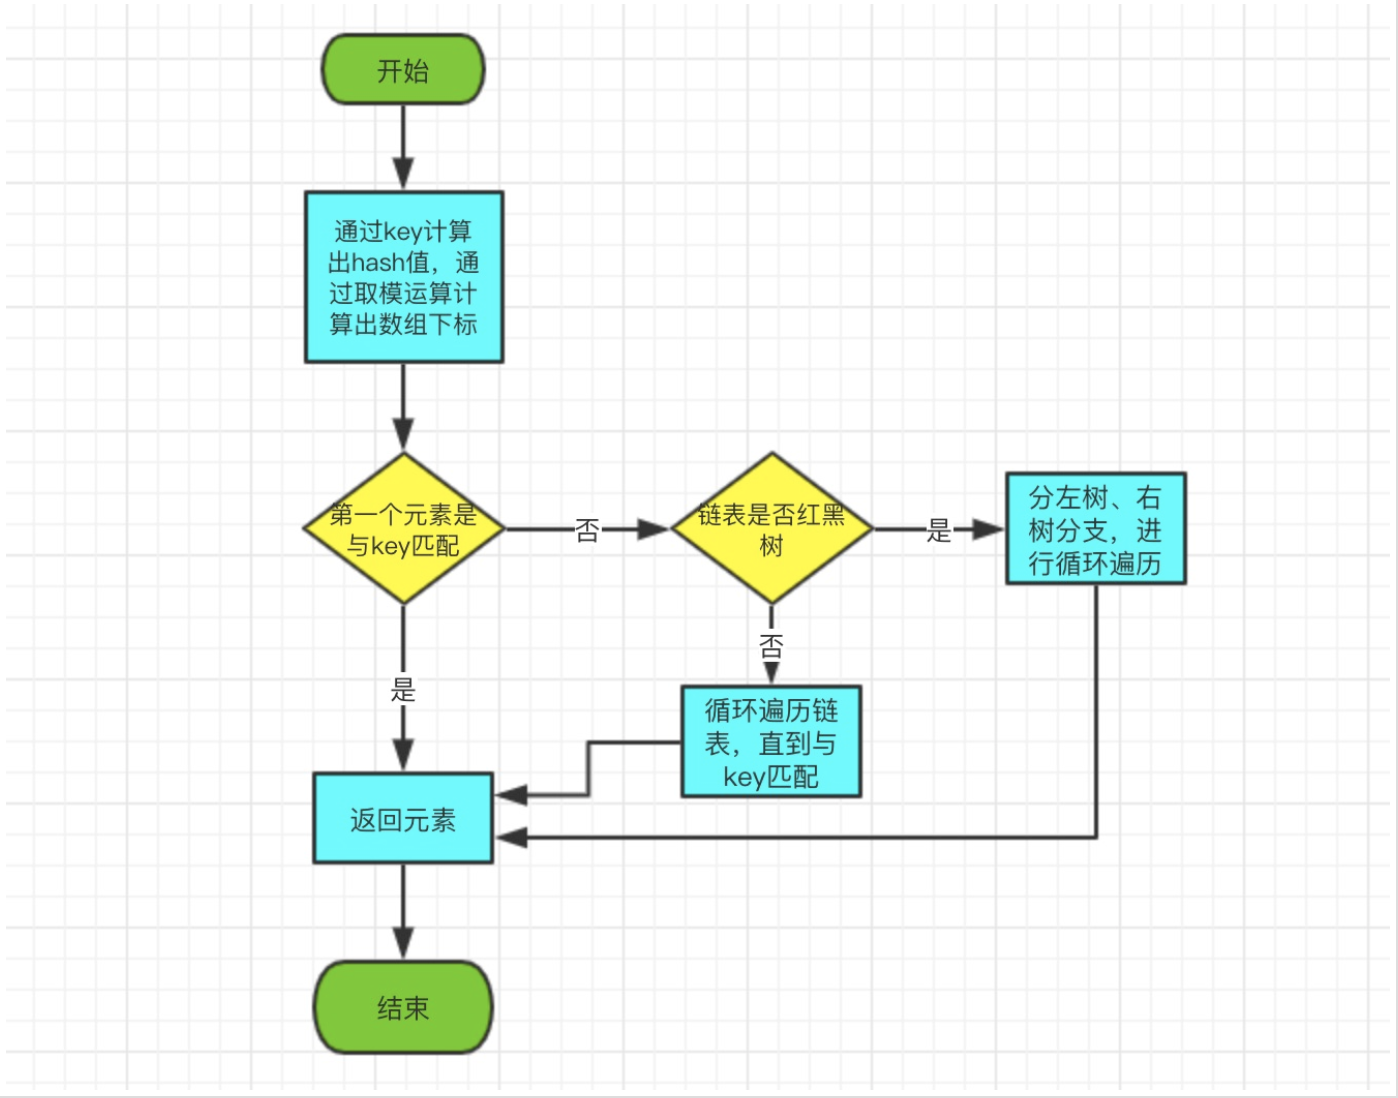 开始
通过key计算
出hash值，通
过取模运算计
算出数组下标
第一个元素是
与key匹配
否
链表是否红黑
树
是
分左树、右
树分支，进
行循环遍历
否
是
循环遍历链
表，直到与
key匹配
返回元素
结束